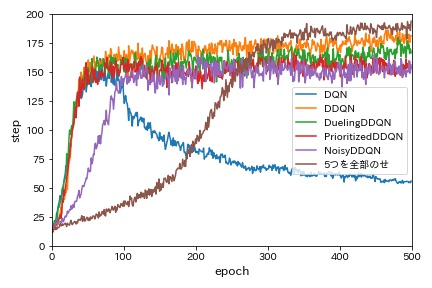 200
175
150
125
100
75
50
25
0
step
0
100
200
300
400
500
epoch
DQN
DDQN
DuelingDDQN
PrioritizedDDQN
NoisyDDQN
5つを全部のせ